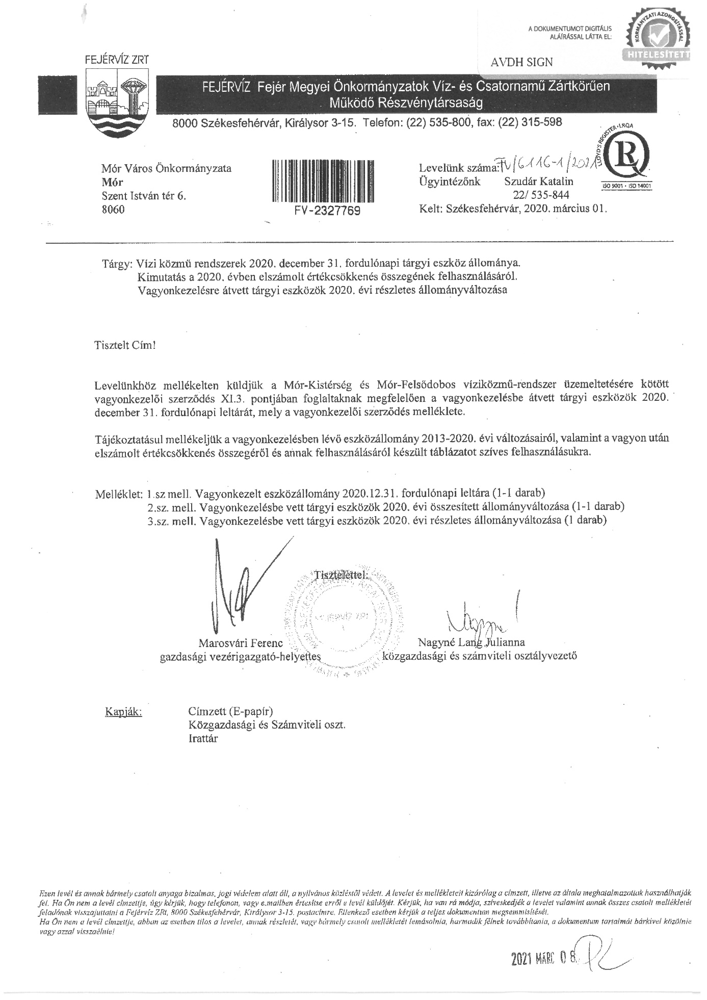 A DOKUMENTUMOT DIGITÁLIS
ALÁÍRÁSSAL LÁTTA EL:
KORMÁNYZATI AZONOSÍTÁSSAL
HITELESÍTETT
AVDH SIGN
FEJÉRVÍZ ZRT
FEJÉRVÍZ Fejér Megyei Önkormányzatok Víz- és Csatornamű Zártkörűen
Működő Részvénytársaság
8000 Székesfehérvár, Királysor 3-15. Telefon: (22) 535-800, fax: (22) 315-598
LLOYD'S REGISTER LRQA
R
ISO 9001 • ISO 14001
Mór Város Önkormányzata
Mór
Szent István tér 6.
8060
FV-2327769
Levelünk száma: FV/6116-1/2021
Ügyintézőnk Szudár Katalin
22/ 535-844
Kelt: Székesfehérvár, 2020. március 01.
Tárgy: Vízi közmű rendszerek 2020. december 31. fordulónapi tárgyi eszköz állománya.
Kimutatás a 2020. évben elszámolt értékcsökkenés összegének felhasználásáról.
Vagyonkezelésre átvett tárgyi eszközök 2020. évi részletes állományváltozása
Tisztelt Cím!
Levelünkhöz mellékelten küldjük a Mór-Kistérség és Mór-Felsődobos víziközmű-rendszer üzemeltetésére kötött
vagyonkezelői szerződés XI.3. pontjában foglaltaknak megfelelően a vagyonkezelésbe átvett tárgyi eszközök 2020.
december 31. fordulónapi leltárát, mely a vagyonkezelői szerződés melléklete.
Tájékoztatásul mellékeljük a vagyonkezelésben lévő eszközállomány 2013-2020. évi változásairól, valamint a vagyon után
elszámolt értékcsökkenés összegéről és annak felhasználásáról készült táblázatot szíves felhasználásukra.
Melléklet: 1.sz mell. Vagyonkezelt eszközállomány 2020.12.31. fordulónapi leltára (1-1 darab)
2.sz. mell. Vagyonkezelésbe vett tárgyi eszközök 2020. évi összesített állományváltozása (1-1 darab)
3.sz. mell. Vagyonkezelésbe vett tárgyi eszközök 2020. évi részletes állományváltozása (1 darab)
Tisztelettel:
FEJÉRVÍZ ZRT
Marosvári Ferenc
gazdasági vezérigazgató-helyettes
Nagyné Lang Julianna
közgazdasági és számviteli osztályvezető
Kapják: Címzett (E-papír)
Közgazdasági és Számviteli oszt.
Irattár
Ezen levél és annak bármely csatolt anyaga bizalmas, jogi védelem alatt áll, a nyilvános közléstől védett. A levelet és mellékleteit kizárólag a címzett, illetve az általa meghatalmazottak használhatják
fel. Ha Ön nem a levél címzettje, úgy kérjük, hogy telefonon, vagy e.mailben értesítse erről e levél küldőjét. Kérjük, ha van rá módja, szíveskedjék a levelet valamint annak összes csatolt mellékletét
feladónak visszajuttatni a Fejérvíz ZRt, 8000 Székesfehérvár, Királysor 3-15. postacímre. Ellenkező esetben kérjük a teljes dokumentum megsemmisítését.
Ha Ön nem a levél címzettje, abban az esetben tilos a levelet, annak részletét, vagy bármely csatolt mellékletét lemásolnia, harmadik félnek továbbítania, a dokumentum tartalmát bárkivel közölnie
vagy azzal visszaélnie!
2021 MÁRC 08.